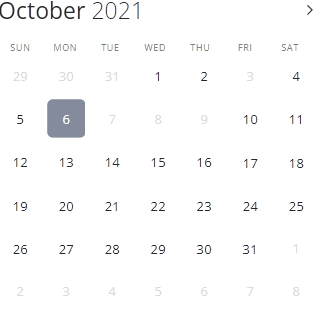 October 2021
SUN MON TUE WED THU FRI SAT
29 30 31 1 2 3 4
5 6 7 8 9 10 11
12 13 14 15 16 17 18
19 20 21 22 23 24 25
26 27 28 29 30 31 1
2 3 4 5 6 7 8